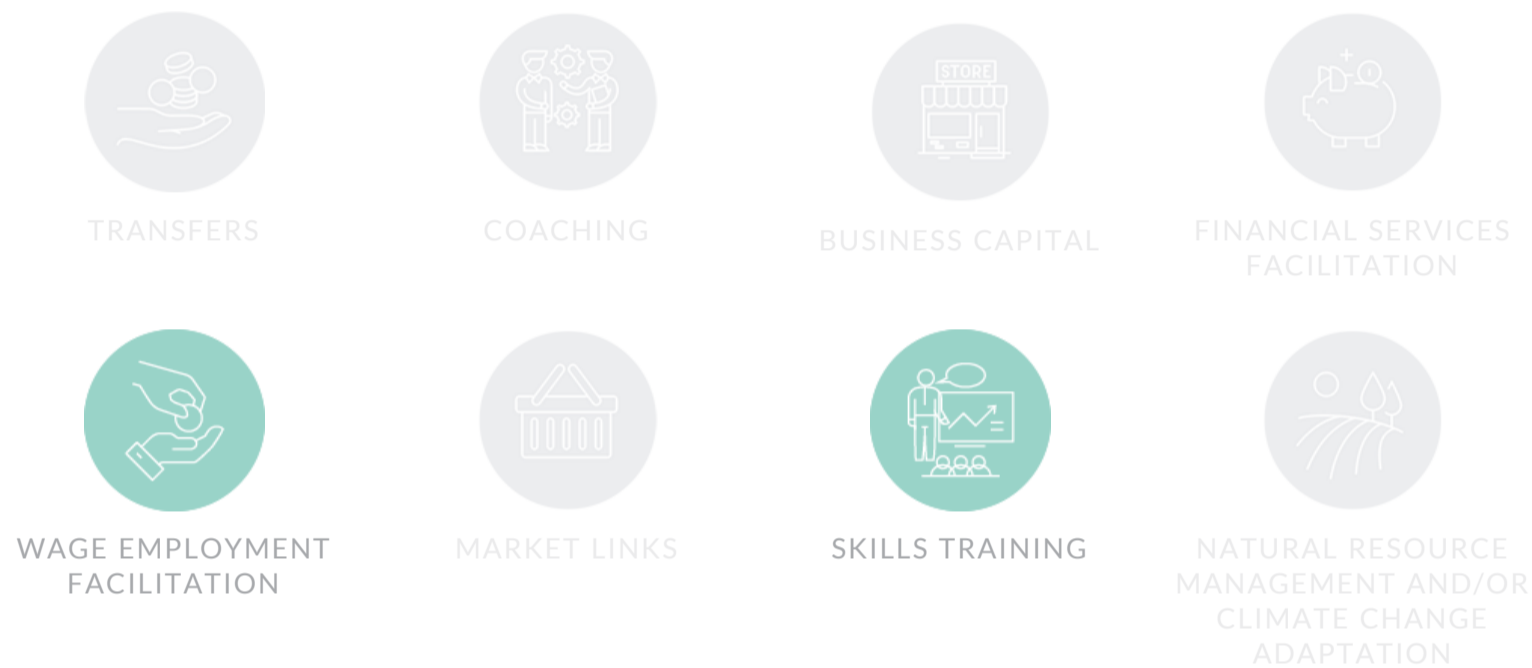 STORE
TRANSFERS
COACHING
BUSINESS CAPITAL
FINANCIAL SERVICES
FACILITATION
WAGE EMPLOYMENT
FACILITATION
MARKET LINKS
SKILLS TRAINING
NATURAL RESOURCE
MANAGEMENT AND/OR
CLIMATE CHANGE
ADAPTATION